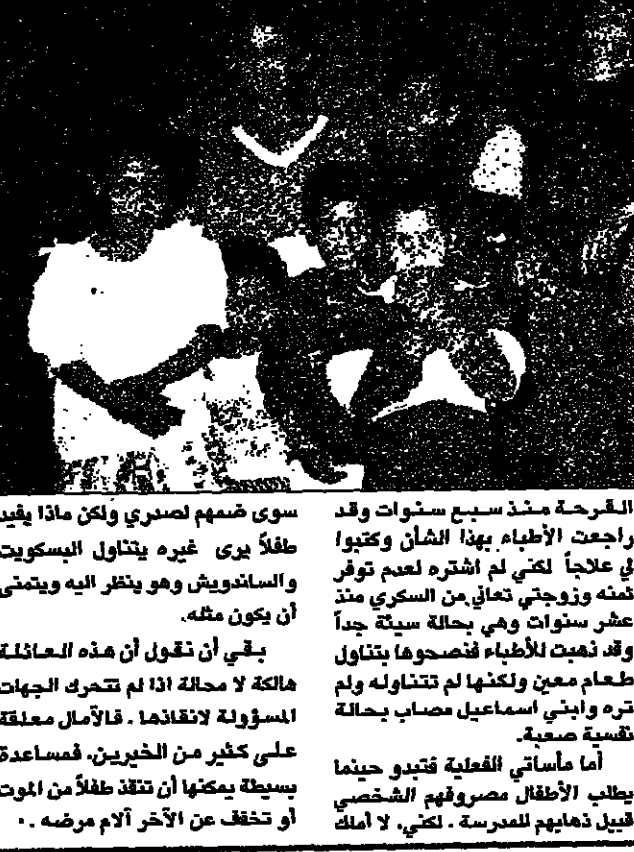 القرحة منذ سبع سنوات وقد
راجعت الأطباء بهذا الشأن وكتبوا
لي علاجاً لكني لم اشتره لعدم توفر
ثمنه وزوجتي تعاني من السكري منذ
عشر سنوات وهي بحالة سيئة جداً
وقد ذهبت للأطباء فنصحوها بتناول
طعام معين ولكنها لم تتناوله ولم
تره وابني اسماعيل مصاب بحالة
نفسية صعبة.
أما مأساتي الفعلية فتبدو حينما
يطلب الأطفال مصروفهم الشخصي
قبيل ذهابهم للمدرسة . لكني، لا أملك
سوى ضمهم لصدري ولكن ماذا يفيد
طفلاً يرى غيره يتناول البسكويت
والساندويش وهو ينظر اليه ويتمنى
أن يكون مثله.
بقي أن نقول أن هذه العائلة
هالكة لا محالة اذا لم تتحرك الجهات
المسؤولة لانقاذها . فالآمال معلقة
على كثير من الخيرين. فمساعدة
بسيطة يمكنها أن تنقذ طفلاً من الموت
أو تخفف عن الآخر آلام مرضه .